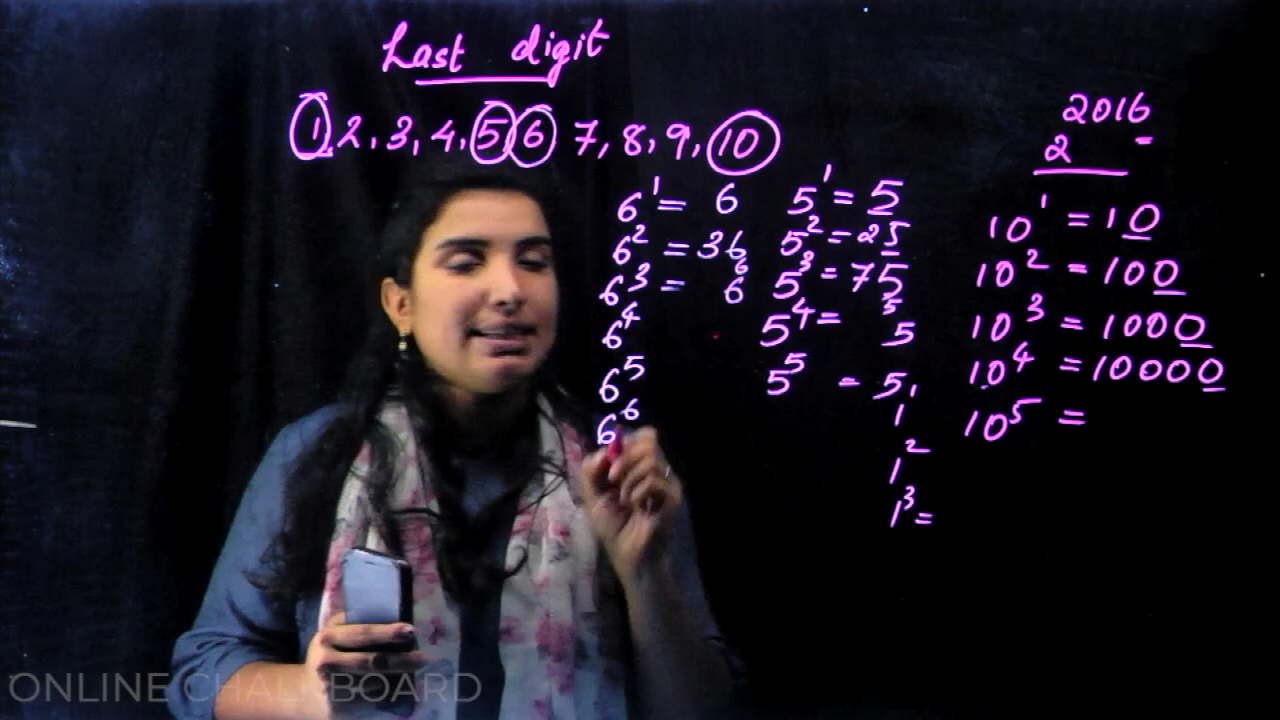 Last digit
1, 2, 3, 4, 5, 6 7, 8, 9, 10
2^2016
6^1 = 6
6^2 = 36
6^3 = 6
6^4
6^5
6^6
5^1 = 5
5^2 = 25
5^3 = 75
5^4 = 5
5^5 = 5,
1
1^2
1^3 =
10^1 = 10
10^2 = 100
10^3 = 1000
10^4 = 10000
10^5 =
ONLINE CHALKBOARD